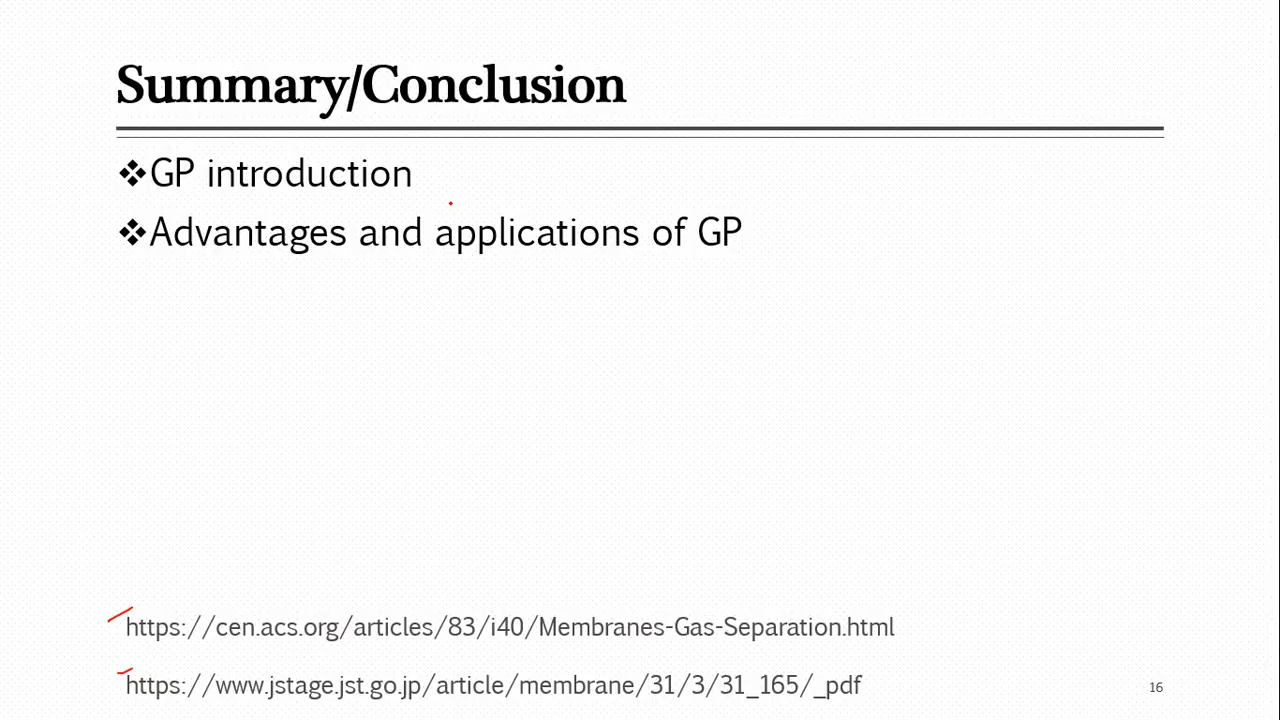 Summary/Conclusion
❖GP introduction
❖Advantages and applications of GP
https://cen.acs.org/articles/83/i40/Membranes-Gas-Separation.html
https://www.jstage.jst.go.jp/article/membrane/31/3/31_165/_pdf
16